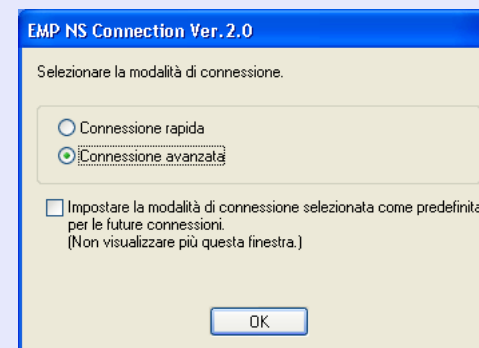 EMP NS Connection Ver.2.0
Selezionare la modalità di connessione.
Connessione rapida
Connessione avanzata
Impostare la modalità di connessione selezionata come predefinita
per le future connessioni.
(Non visualizzare più questa finestra.)
OK